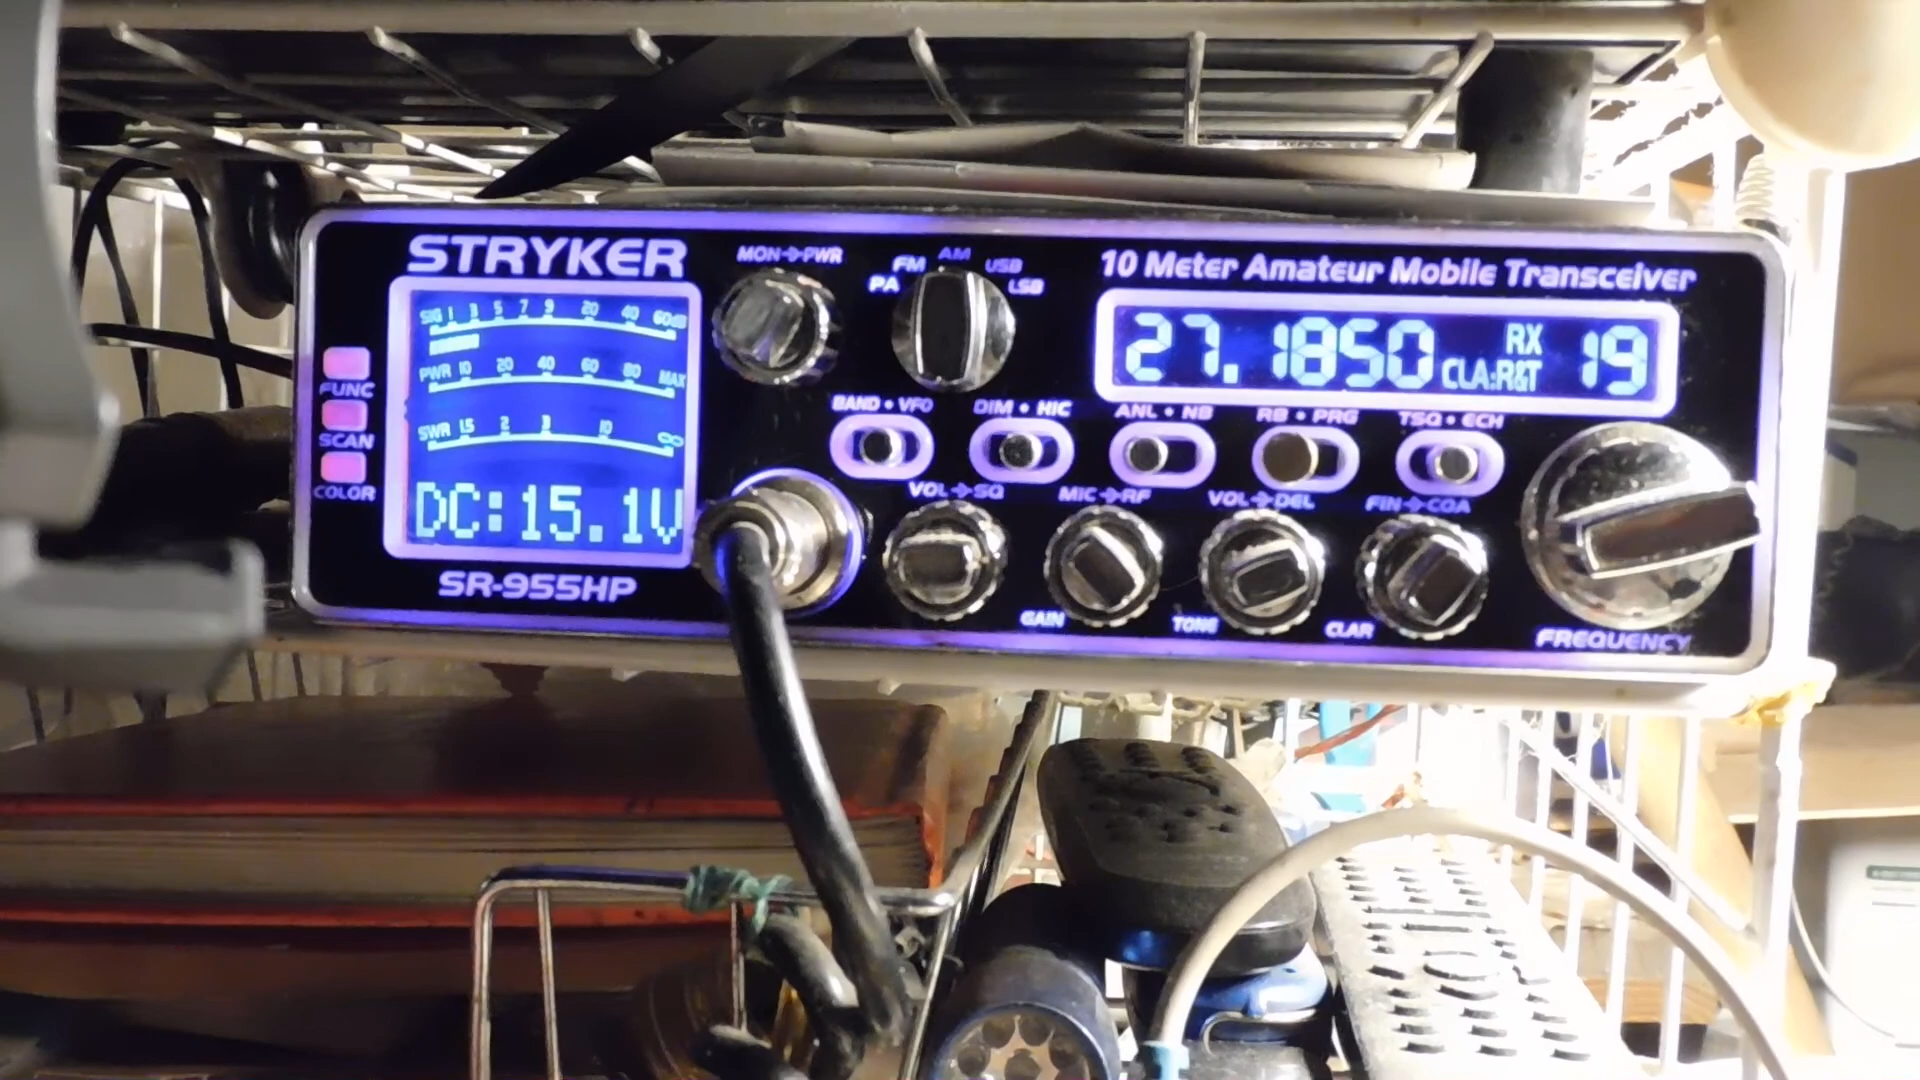 STRYKER
SIG 1 3 5 7 9 20 40 60dB
PWR 10 20 40 60 80 MAX
SWR 1.5 2 3 10 ∞
DC:15.1V
SR-955HP
FUNC
SCAN
COLOR
MON PWR
PA FM AM USB LSB
10 Meter Amateur Mobile Transceiver
27.1850 RX CLA:R&T 19
BAND • VFO DIM • HIC ANL • NB RB • PRG TSQ • ECH
VOL SQ MIC RF VOL DEL FIN COA
GAIN TONE CLAR
FREQUENCY